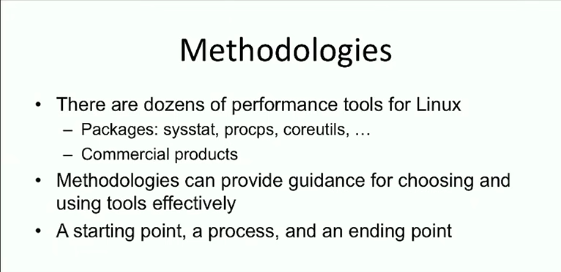 Methodologies
• There are dozens of performance tools for Linux
– Packages: sysstat, procps, coreutils, …
– Commercial products
• Methodologies can provide guidance for choosing and
using tools effectively
• A starting point, a process, and an ending point